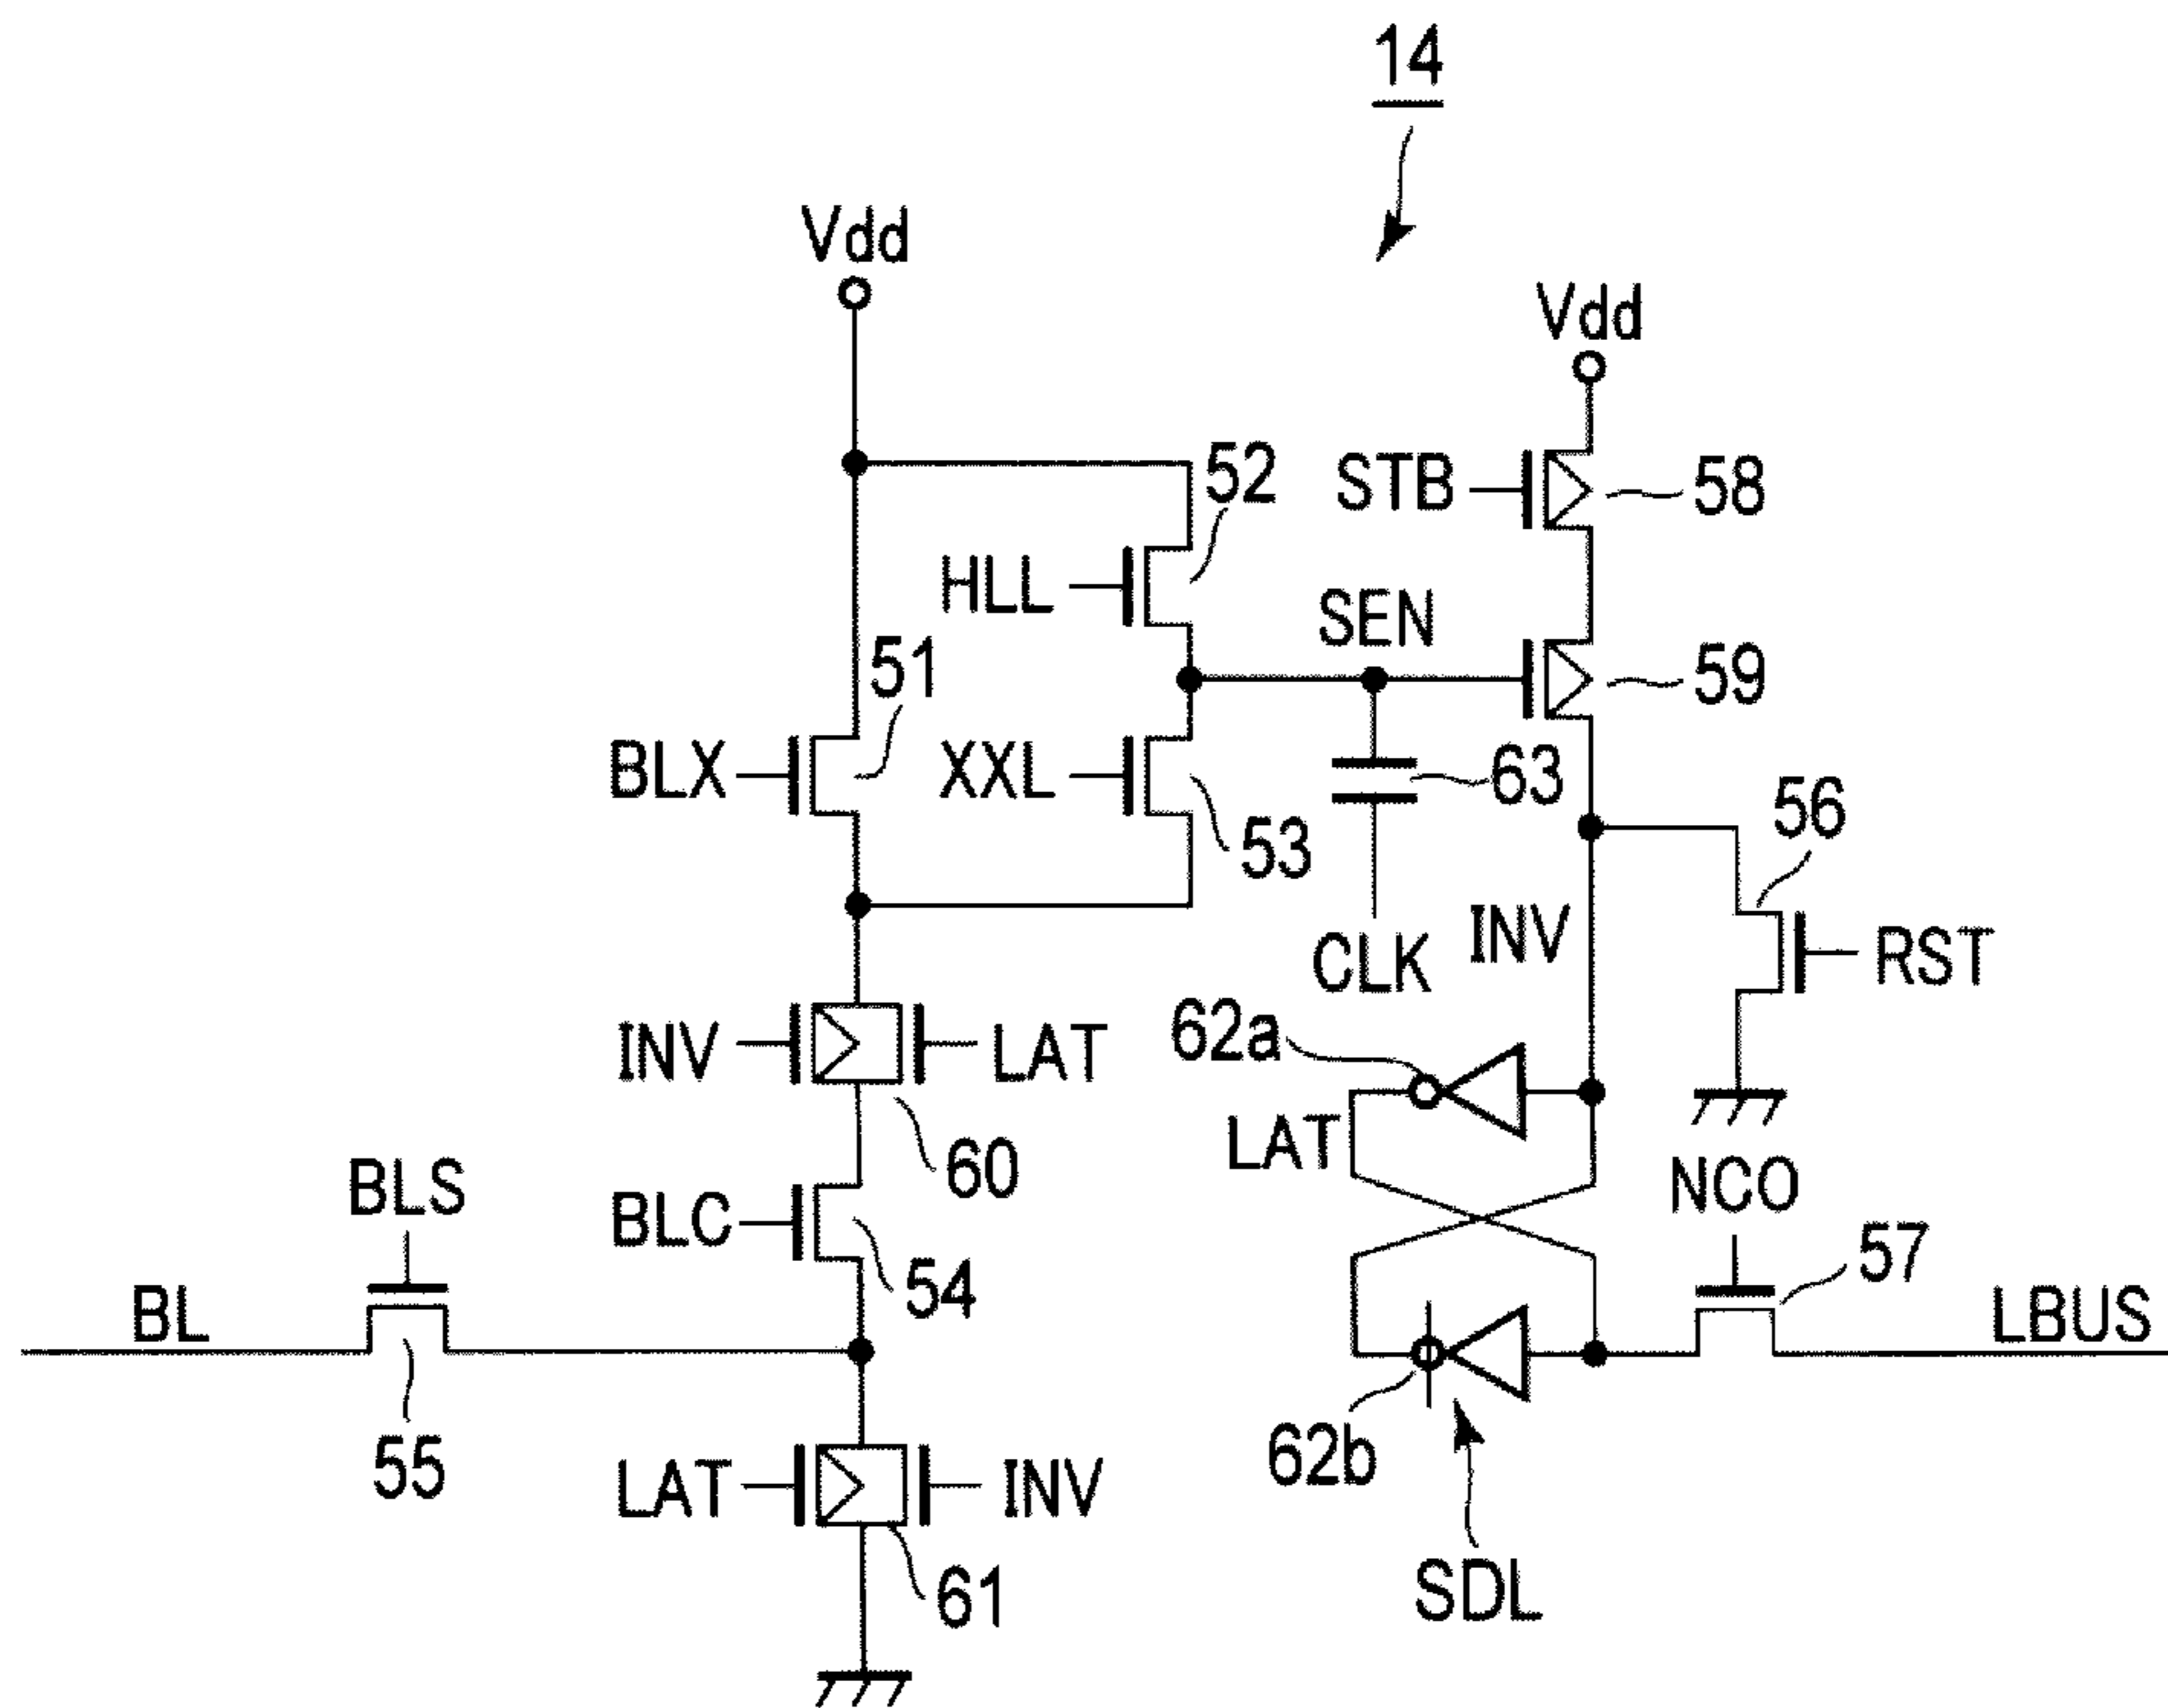 14
Vdd
Vdd
52
STB
58
HLL
SEN
51
59
BLX
XXL
63
56
53
CLK
INV
RST
62a
INV
LAT
LAT
60
NCO
BLS
BLC
57
54
BL
LBUS
55
62b
LAT
INV
SDL
61